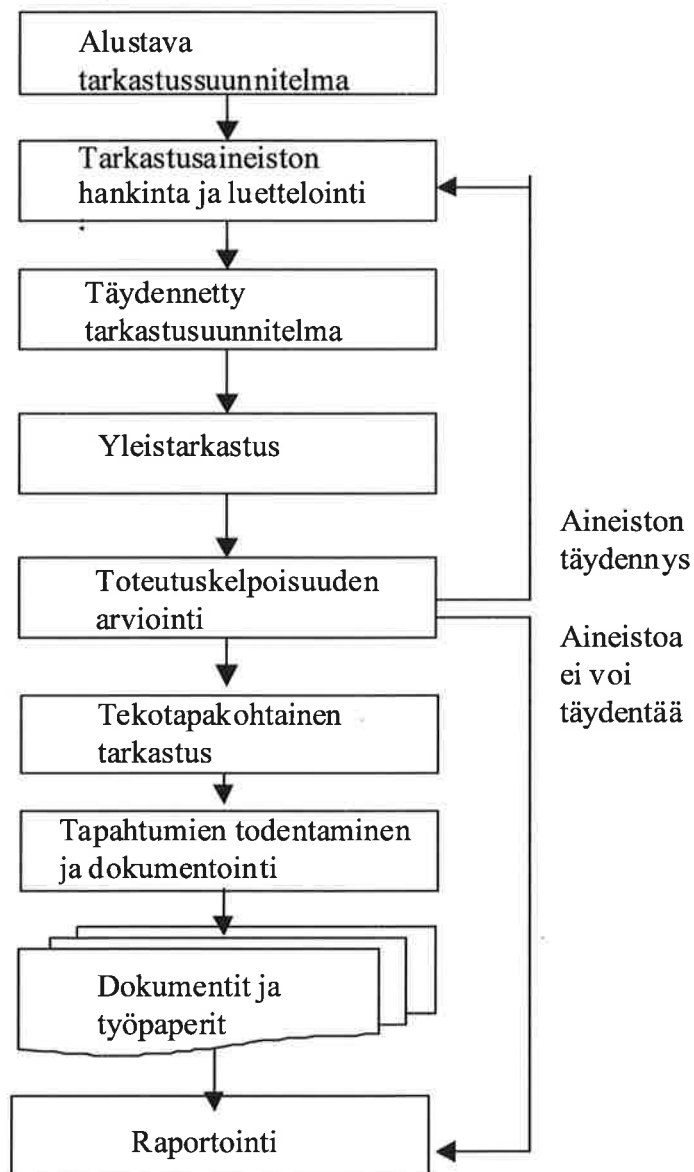 Alustava
tarkastussuunnitelma
Tarkastusaineiston
hankinta ja luettelointi
Täydennetty
tarkastusuunnitelma
Yleistarkastus
Aineiston
täydennys
Toteutuskelpoisuuden
arviointi
Aineistoa
ei voi
täydentää
Tekotapakohtainen
tarkastus
Tapahtumien todentaminen
ja dokumentointi
Dokumentit ja
työpaperit
Raportointi